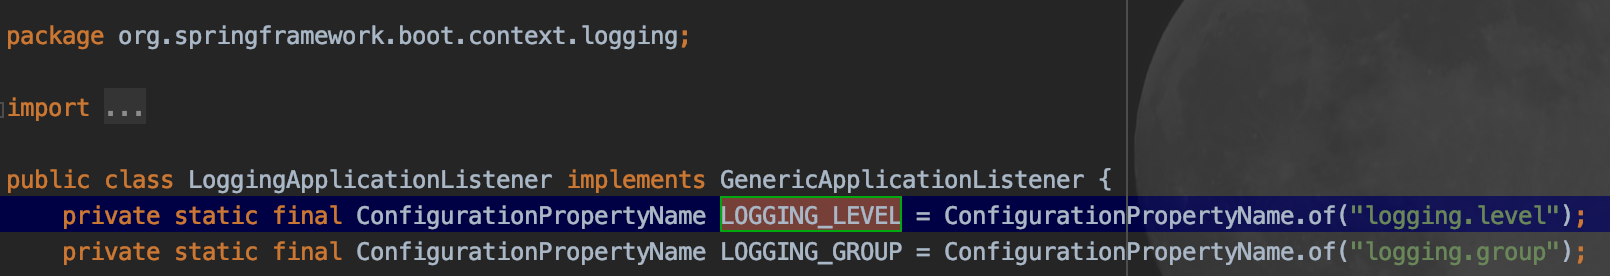 package org.springframework.boot.context.logging;
import ...
public class LoggingApplicationListener implements GenericApplicationListener {
    private static final ConfigurationPropertyName LOGGING_LEVEL = ConfigurationPropertyName.of("logging.level");
    private static final ConfigurationPropertyName LOGGING_GROUP = ConfigurationPropertyName.of("logging.group");